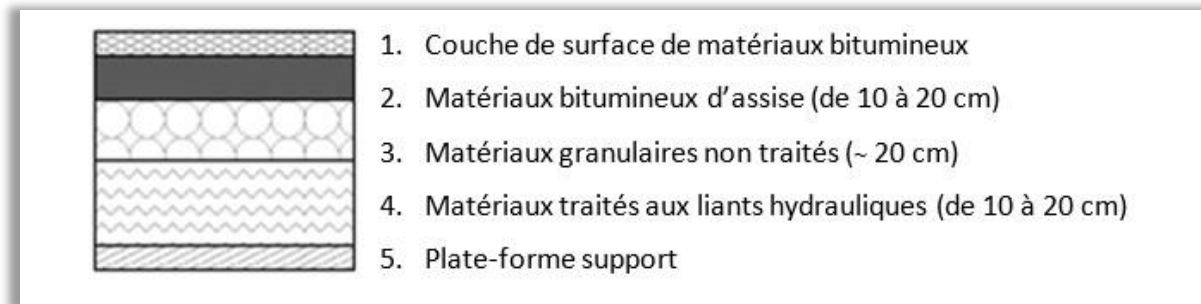 1. Couche de surface de matériaux bitumineux
2. Matériaux bitumineux d’assise (de 10 à 20 cm)
3. Matériaux granulaires non traités (~ 20 cm)
4. Matériaux traités aux liants hydrauliques (de 10 à 20 cm)
5. Plate-forme support